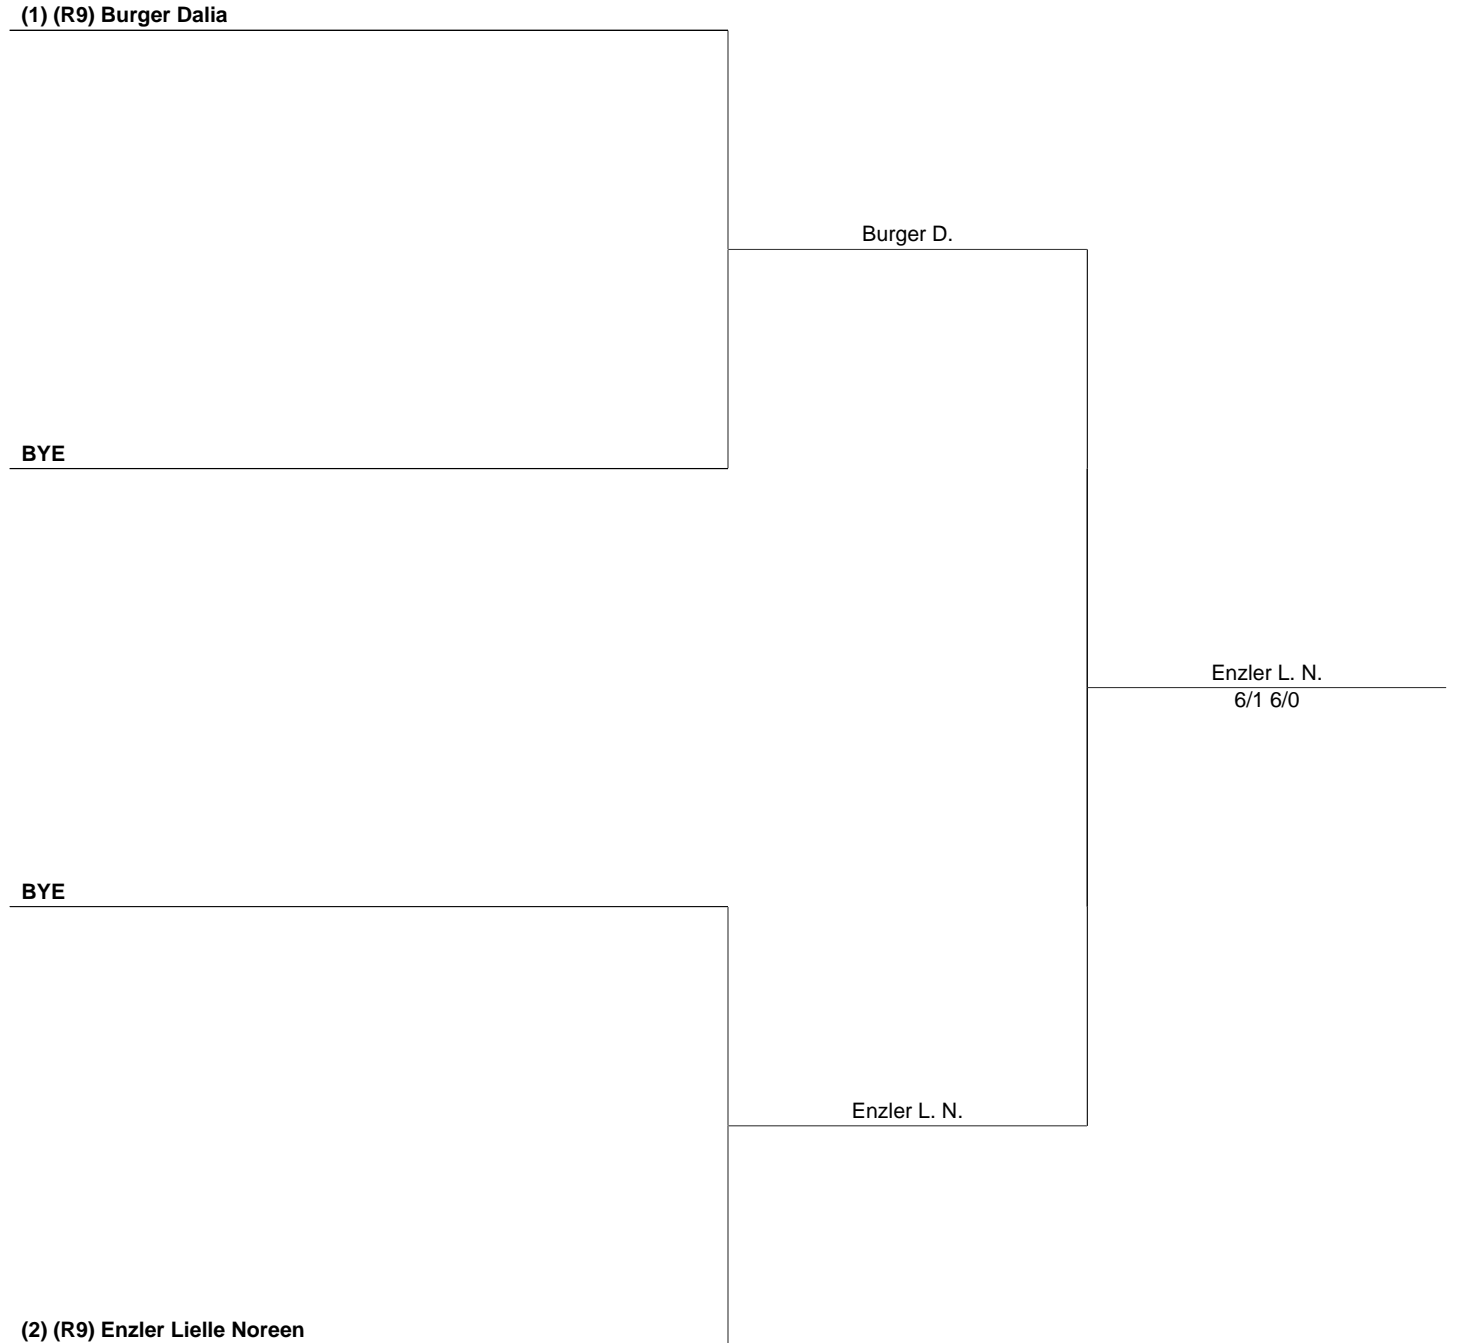 (1) (R9) Burger Dalia
Burger D.
BYE
Enzler L. N.
6/1 6/0
BYE
Enzler L. N.
(2) (R9) Enzler Lielle Noreen